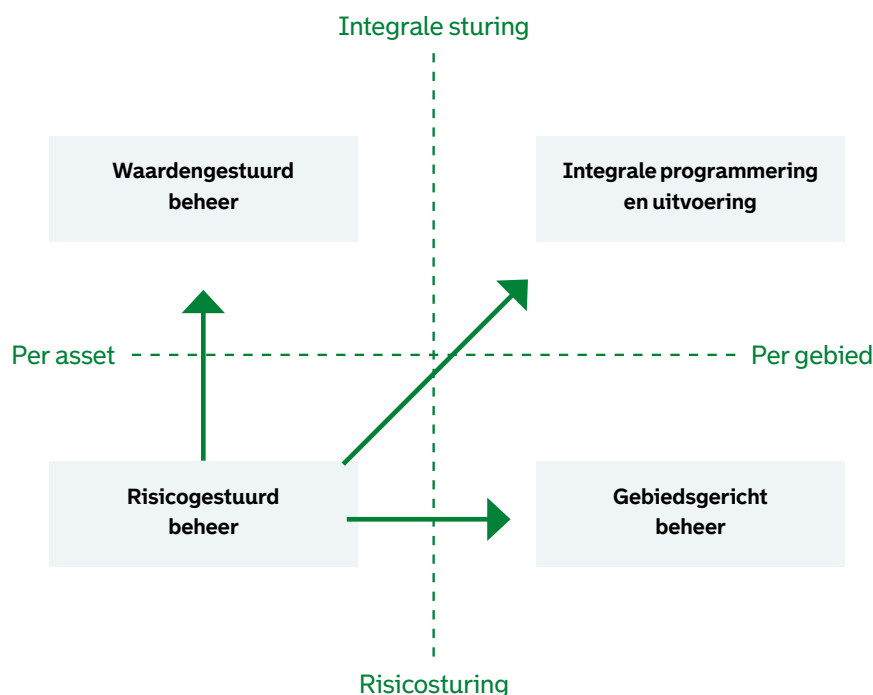 Integrale sturing
Waardengestuurd
beheer
Integrale programmering
en uitvoering
Per asset
Per gebied
Risicogestuurd
beheer
Gebiedsgericht
beheer
Risicosturing